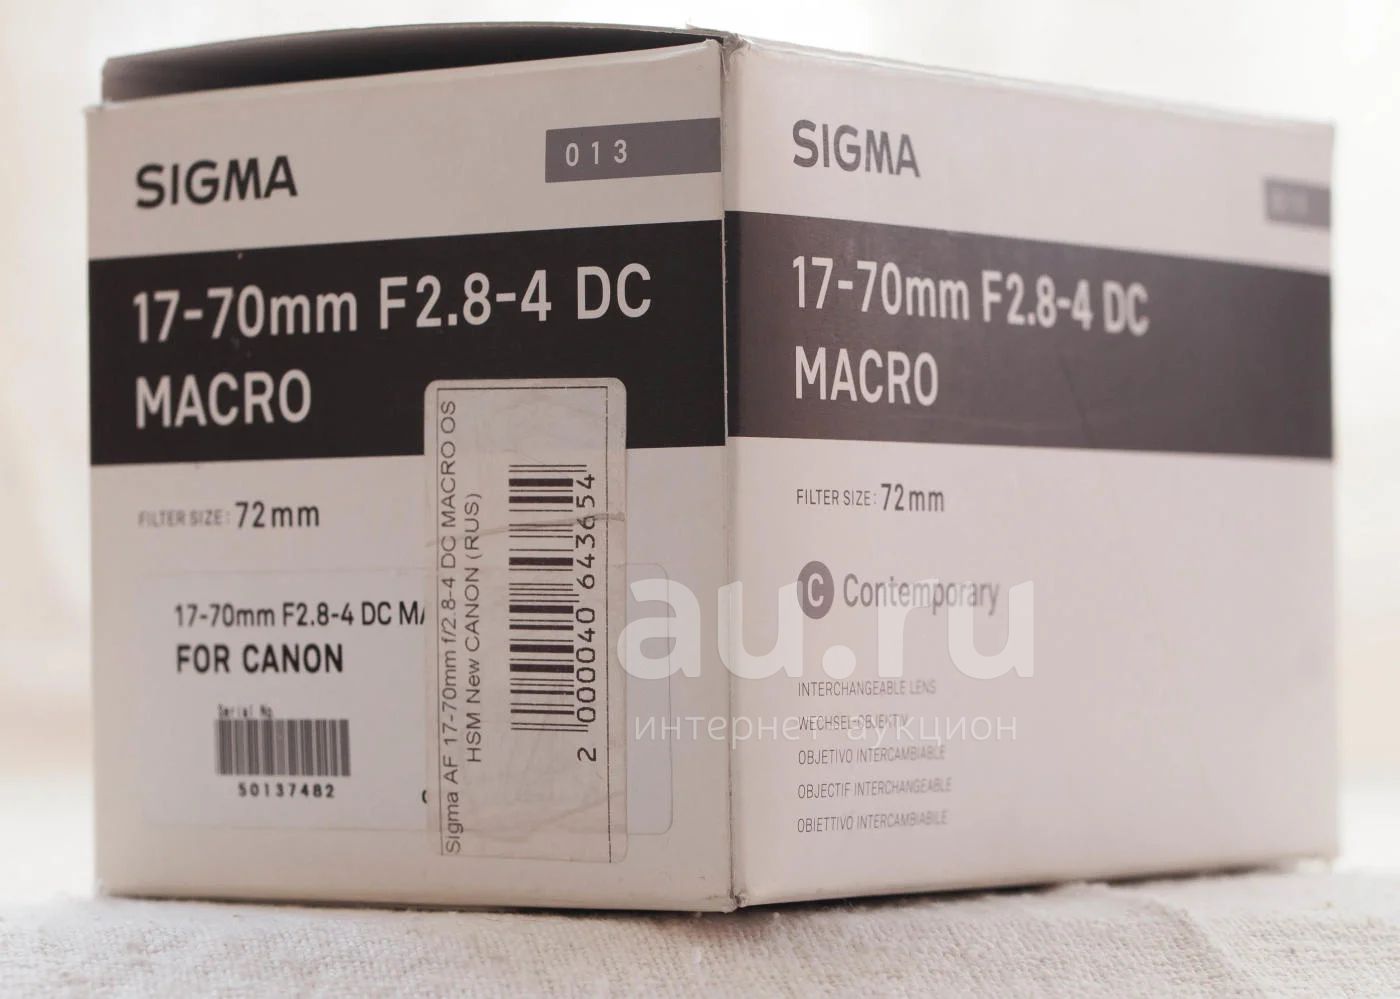 SIGMA
013
17-70mm F2.8-4 DC
MACRO
FILTER SIZE: 72mm
17-70mm F2.8-4 DC
FOR CANON
Serial No.
50137482
Sigma AF 17-70mm f/2.8-4 DC MACRO OS
HSM New CANON (RUS)
2 000040 643654
SIGMA
17-70mm F2.8-4 DC
MACRO
FILTER SIZE: 72mm
C Contemporary
INTERCHANGEABLE LENS
WECHSEL-OBJEKTIV
OBJETIVO INTERCAMBIABLE
OBJECTIF INTERCHANGEABLE
OBIETTIVO INTERCAMBIABILE
au.ru
интернет аукцион